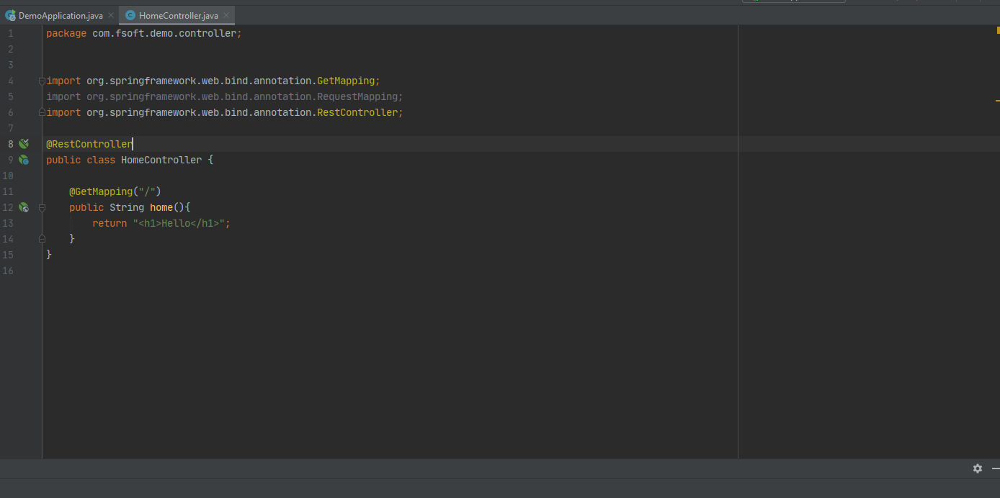 DemoApplication.java HomeController.java
1 package com.fsoft.demo.controller;
2
3
4 import org.springframework.web.bind.annotation.GetMapping;
5 import org.springframework.web.bind.annotation.RequestMapping;
6 import org.springframework.web.bind.annotation.RestController;
7
8 @RestController
9 public class HomeController {
10
11 @GetMapping("/")
12 public String home(){
13 return "<h1>Hello</h1>";
14 }
15 }
16